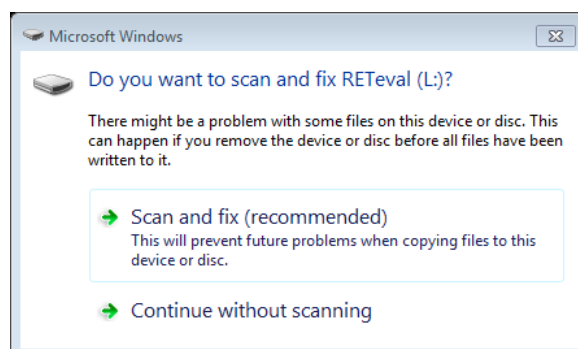 Microsoft Windows
Do you want to scan and fix RETeval (L:)?
There might be a problem with some files on this device or disc. This
can happen if you remove the device or disc before all files have been
written to it.
Scan and fix (recommended)
This will prevent future problems when copying files to this
device or disc.
Continue without scanning